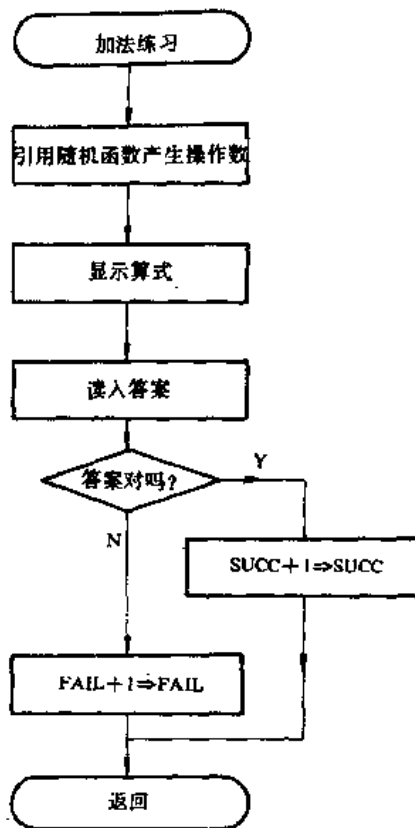 加法练习
引用随机函数产生操作数
显示算式
读入答案
答案对吗?
Y
N
SUCC+1⇒SUCC
FAIL+1⇒FAIL
返回